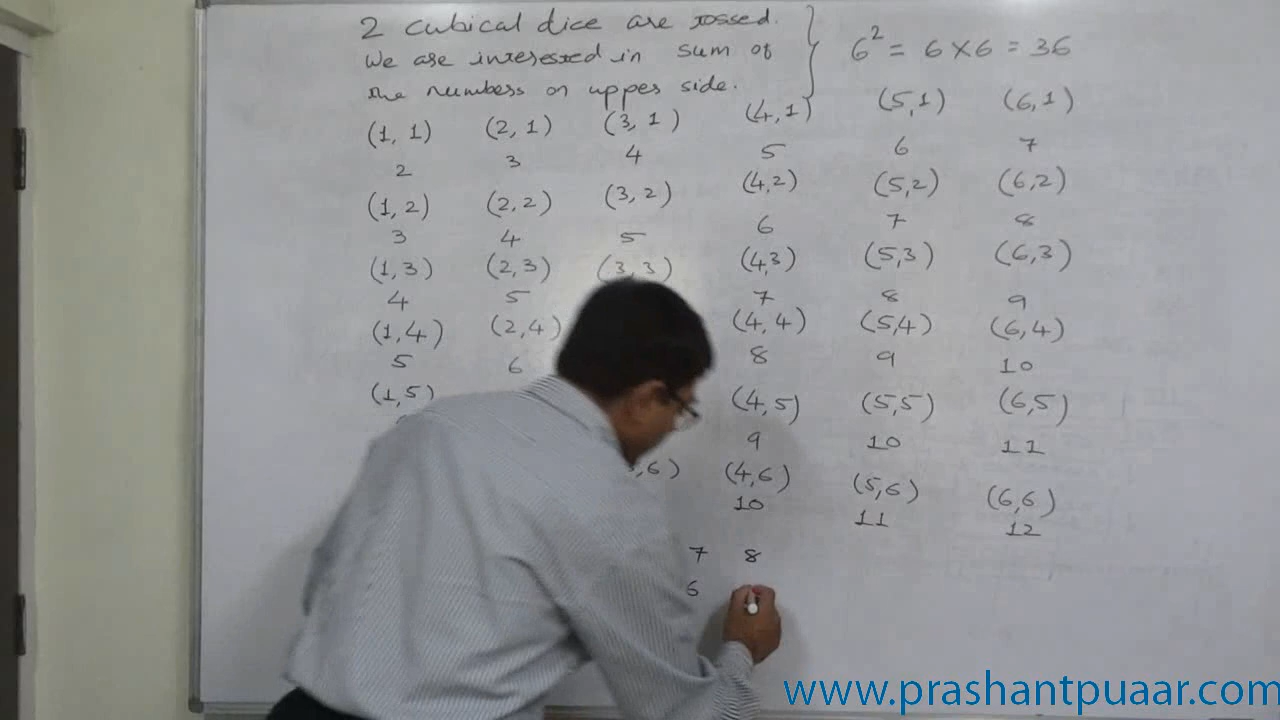 2 cubical dice are tossed.
We are interested in sum of
the numbers on upper side.
6² = 6 × 6 = 36
(1, 1) (2, 1) (3, 1) (4,1) (5,1) (6,1)
2 3 4 5 6 7
(1, 2) (2,2) (3, 2) (4,2) (5,2) (6,2)
3 4 5 6 7 8
(1,3) (2,3) (3,3) (4,3) (5,3) (6,3)
4 5 7 8 9
(1,4) (2,4) (4,4) (5,4) (6,4)
5 6 8 9 10
(1,5) (4,5) (5,5) (6,5)
9 10 11
,6) (4,6) (5,6) (6,6)
10 11 12
7 8
6
www.prashantpuaar.com